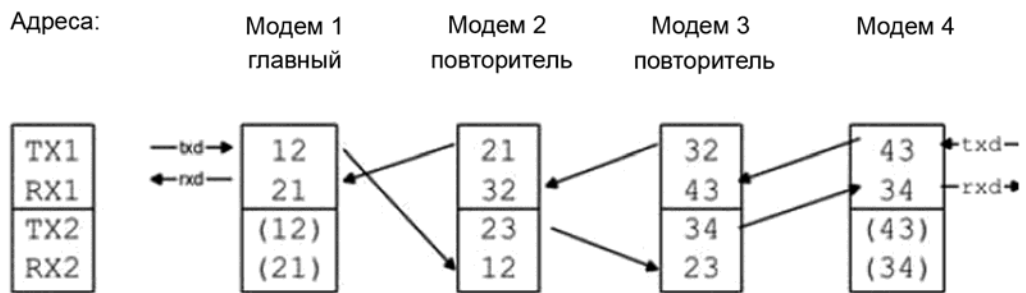 Адреса: Модем 1 Модем 2 Модем 3 Модем 4
главный повторитель повторитель
TX1 txd 12 21 32 43 txd
RX1 rxd 21 32 43 34 rxd
TX2 (12) 23 34 (43)
RX2 (21) 12 23 (34)